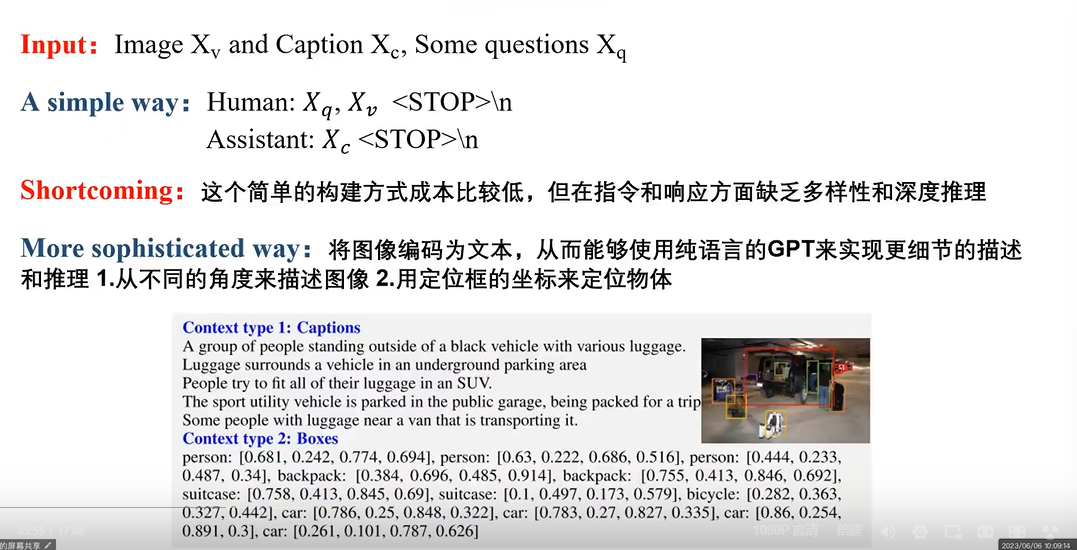 Input：Image Xv and Caption Xc, Some questions Xq
A simple way：Human: Xq, Xv <STOP>\n
Assistant: Xc <STOP>\n
Shortcoming：这个简单的构建方式成本比较低，但在指令和响应方面缺乏多样性和深度推理
More sophisticated way：将图像编码为文本，从而能够使用纯语言的GPT来实现更细节的描述
和推理 1.从不同的角度来描述图像 2.用定位框的坐标来定位物体
Context type 1: Captions
A group of people standing outside of a black vehicle with various luggage.
Luggage surrounds a vehicle in an underground parking area
People try to fit all of their luggage in an SUV.
The sport utility vehicle is parked in the public garage, being packed for a trip
Some people with luggage near a van that is transporting it.
Context type 2: Boxes
person: [0.681, 0.242, 0.774, 0.694], person: [0.63, 0.222, 0.686, 0.516], person: [0.444, 0.233,
0.487, 0.34], backpack: [0.384, 0.696, 0.485, 0.914], backpack: [0.755, 0.413, 0.846, 0.692],
suitcase: [0.758, 0.413, 0.845, 0.69], suitcase: [0.1, 0.497, 0.173, 0.579], bicycle: [0.282, 0.363,
0.327, 0.442], car: [0.786, 0.25, 0.848, 0.322], car: [0.783, 0.27, 0.827, 0.335], car: [0.86, 0.254,
0.891, 0.3], car: [0.261, 0.101, 0.787, 0.626]
1080P 高清 倍速
的屏幕共享
2023/06/06 10:09:14